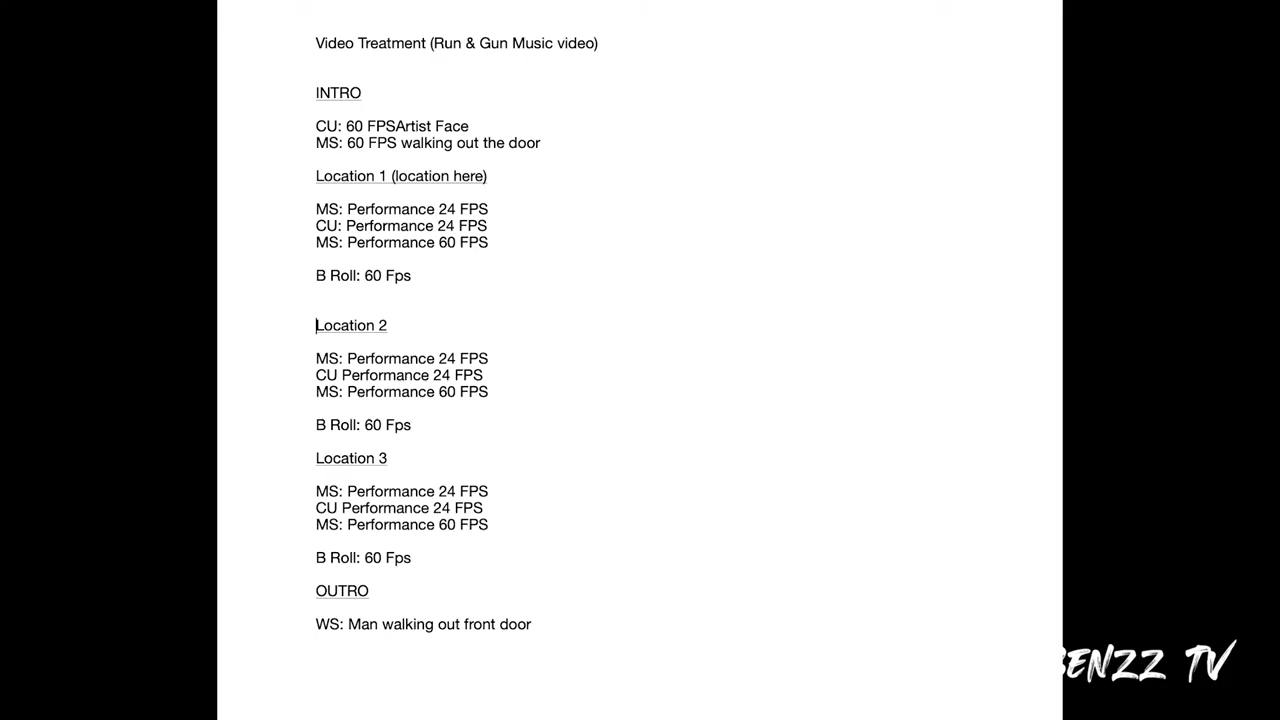 Video Treatment (Run & Gun Music video)
INTRO
CU: 60 FPSArtist Face
MS: 60 FPS walking out the door
Location 1 (location here)
MS: Performance 24 FPS
CU: Performance 24 FPS
MS: Performance 60 FPS
B Roll: 60 Fps
Location 2
MS: Performance 24 FPS
CU Performance 24 FPS
MS: Performance 60 FPS
B Roll: 60 Fps
Location 3
MS: Performance 24 FPS
CU Performance 24 FPS
MS: Performance 60 FPS
B Roll: 60 Fps
OUTRO
WS: Man walking out front door
BENZZ TV